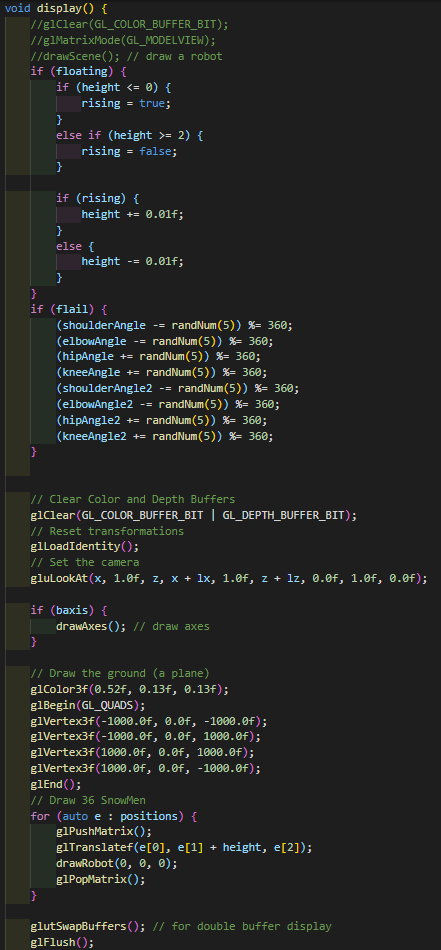 void display() {
    //glClear(GL_COLOR_BUFFER_BIT);
    //glMatrixMode(GL_MODELVIEW);
    //drawScene(); // draw a robot
    if (floating) {
        if (height <= 0) {
            rising = true;
        }
        else if (height >= 2) {
            rising = false;
        }

        if (rising) {
            height += 0.01f;
        }
        else {
            height -= 0.01f;
        }
    }
    if (flail) {
        (shoulderAngle -= randNum(5)) %= 360;
        (elbowAngle -= randNum(5)) %= 360;
        (hipAngle += randNum(5)) %= 360;
        (kneeAngle += randNum(5)) %= 360;
        (shoulderAngle2 -= randNum(5)) %= 360;
        (elbowAngle2 -= randNum(5)) %= 360;
        (hipAngle2 += randNum(5)) %= 360;
        (kneeAngle2 += randNum(5)) %= 360;
    }


    // Clear Color and Depth Buffers
    glClear(GL_COLOR_BUFFER_BIT | GL_DEPTH_BUFFER_BIT);
    // Reset transformations
    glLoadIdentity();
    // Set the camera
    gluLookAt(x, 1.0f, z, x + lx, 1.0f, z + lz, 0.0f, 1.0f, 0.0f);

    if (baxis) {
        drawAxes(); // draw axes
    }

    // Draw the ground (a plane)
    glColor3f(0.52f, 0.13f, 0.13f);
    glBegin(GL_QUADS);
    glVertex3f(-1000.0f, 0.0f, -1000.0f);
    glVertex3f(-1000.0f, 0.0f, 1000.0f);
    glVertex3f(1000.0f, 0.0f, 1000.0f);
    glVertex3f(1000.0f, 0.0f, -1000.0f);
    glEnd();
    // Draw 36 SnowMen
    for (auto e : positions) {
        glPushMatrix();
        glTranslatef(e[0], e[1] + height, e[2]);
        drawRobot(0, 0, 0);
        glPopMatrix();
    }

    glutSwapBuffers(); // for double buffer display
    glFlush();